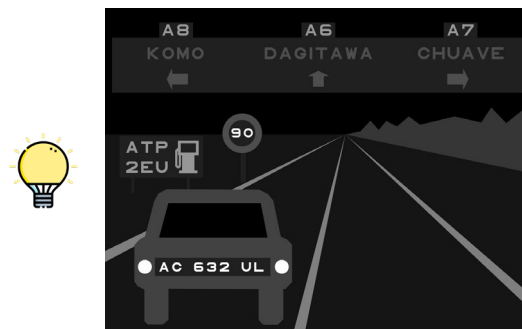 A8 A6 A7
KOMO DAGITAWA CHUAVE
90
ATP
2EU
AC 632 UL